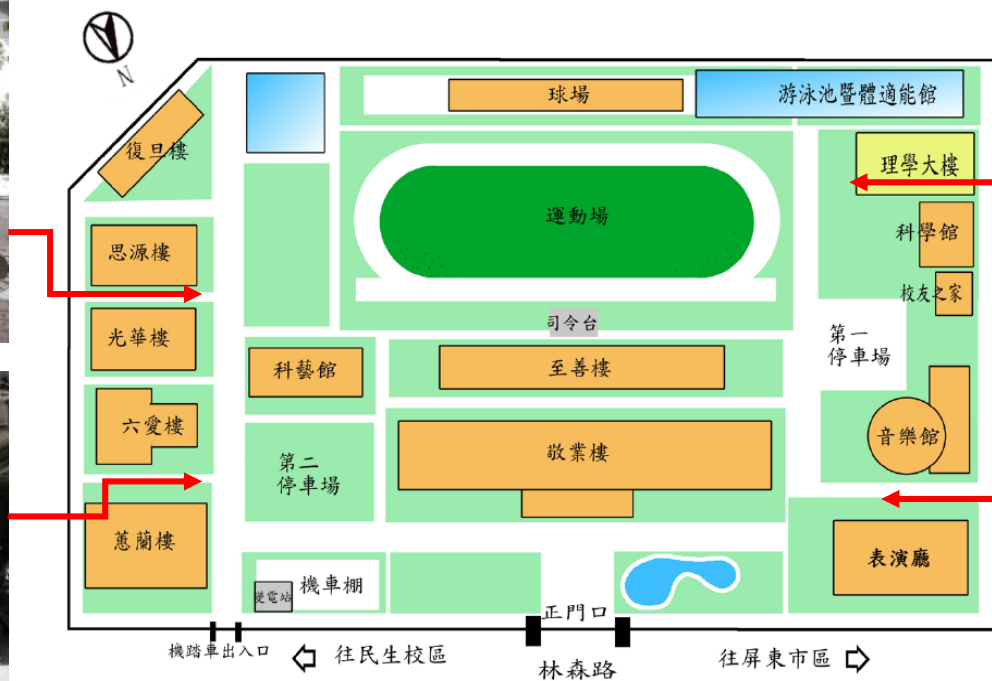 N
球場
游泳池暨體適能館
復旦樓
理學大樓
運動場
科學館
思源樓
校友之家
司令台
光華樓
第一
停車場
科藝館
至善樓
六愛樓
音樂館
敬業樓
第二
停車場
蕙蘭樓
表演廳
機車棚
變電站
正門口
機踏車出入口
往民生校區
林森路
往屏東市區